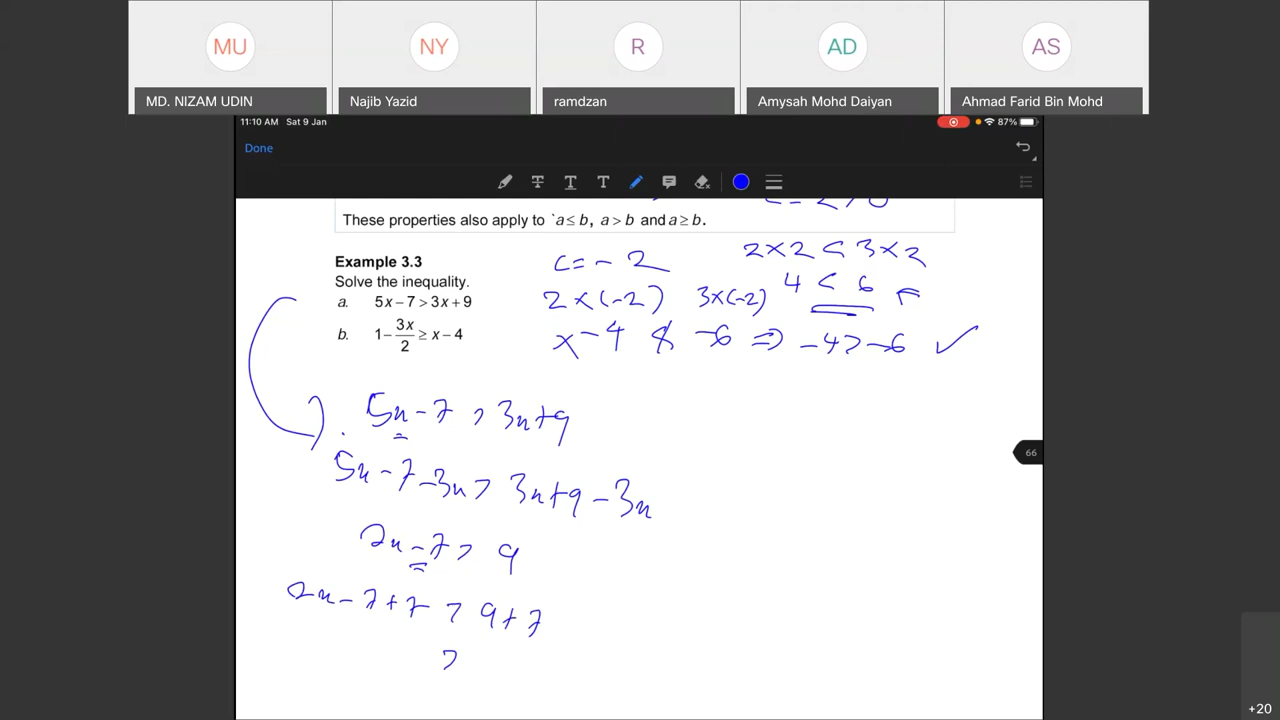 MU NY R AD AS
MD. NIZAM UDIN Najib Yazid ramdzan Amysah Mohd Daiyan Ahmad Farid Bin Mohd
11:10 AM Sat 9 Jan 87%
Done
T T T
These properties also apply to `a ≤ b, a > b and a ≥ b.
Example 3.3
Solve the inequality.
a. 5x − 7 > 3x + 9
b. 1 − 3x/2 ≥ x − 4
c = -2
2 × 2 < 3 × 2
4 < 6
2 × (-2) 3 × (-2)
-4 < -6 ⇒ -4 > -6 ✓
5x - 7 > 3x + 9
5x - 7 - 3x > 3x + 9 - 3x
2x - 7 > 9
2x - 7 + 7 > 9 + 7
>
66
+20